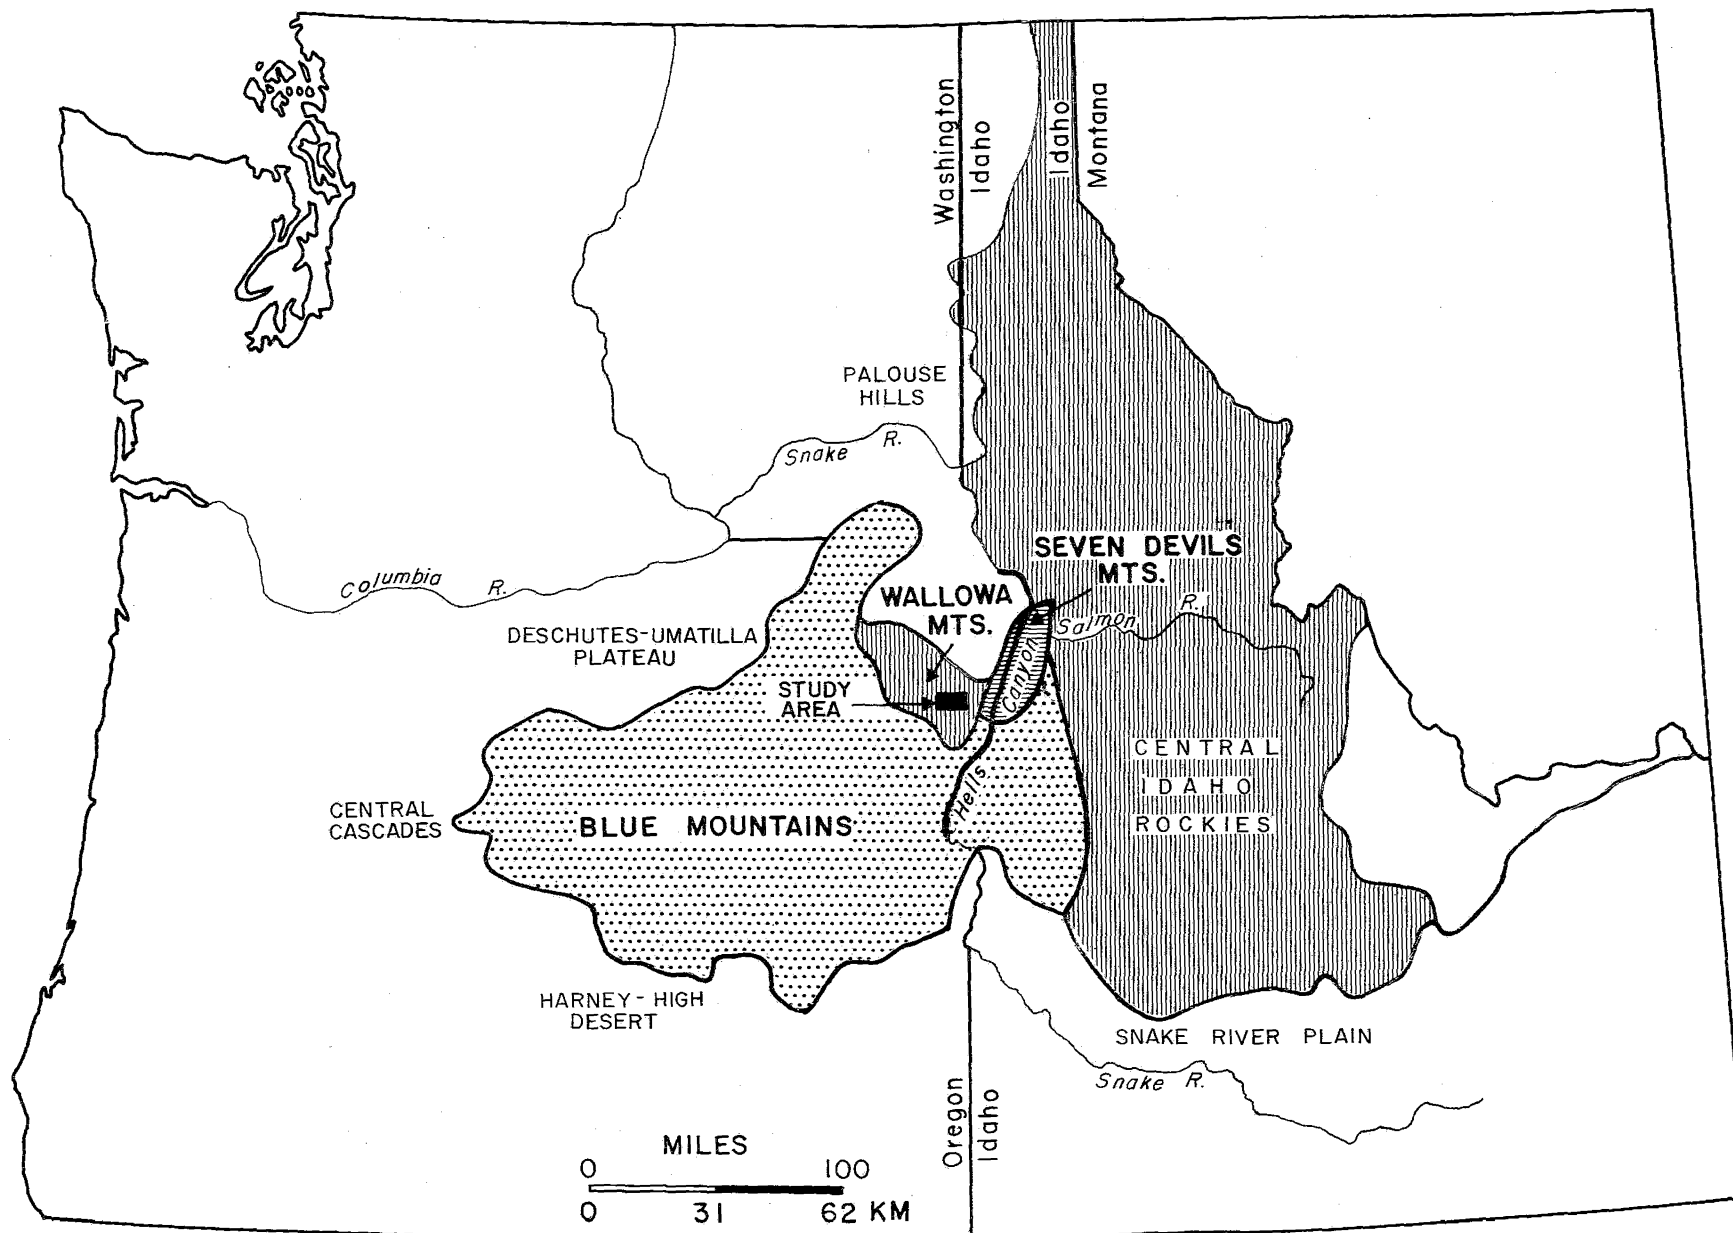 Washington
Idaho
Idaho
Montana
PALOUSE
HILLS
Snake R.
SEVEN DEVILS
MTS.
Columbia R.
WALLOWA
MTS.
Salmon R.
DESCHUTES-UMATILLA
PLATEAU
Canyon
STUDY
AREA
CENTRAL
IDAHO
ROCKIES
Hells
CENTRAL
CASCADES
BLUE MOUNTAINS
HARNEY-HIGH
DESERT
SNAKE RIVER PLAIN
Snake R.
Oregon
Idaho
MILES
0 100
0 31 62 KM